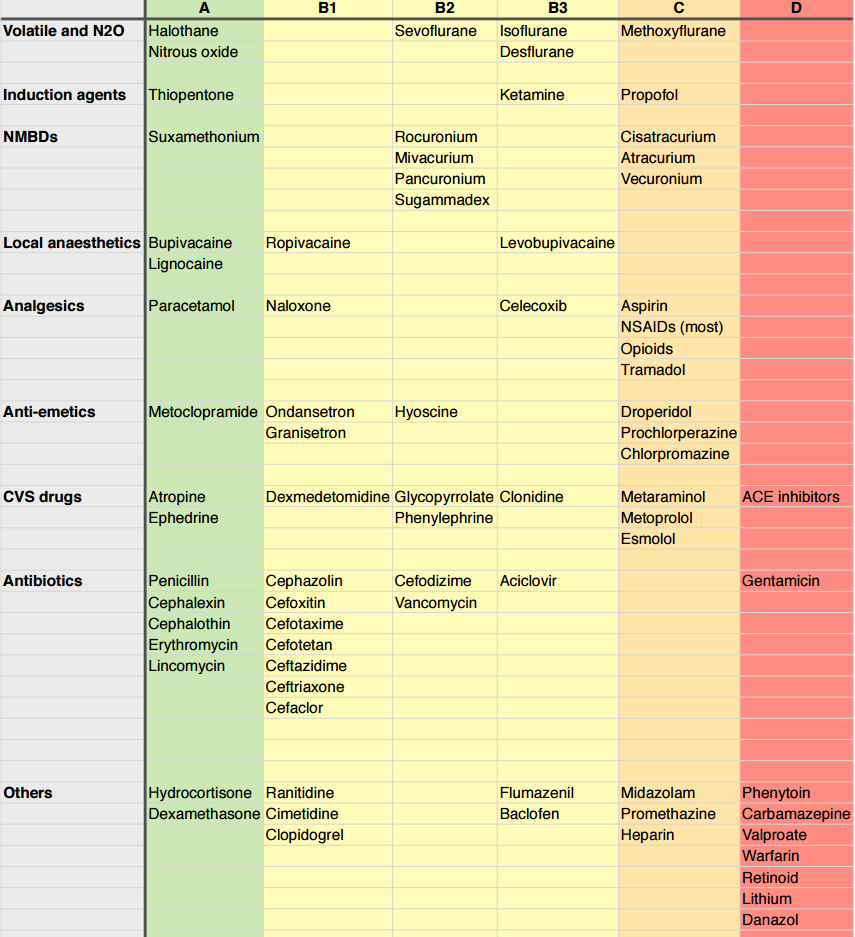 A B1 B2 B3 C D
Volatile and N2O Halothane Sevoflurane Isoflurane Methoxyflurane
Nitrous oxide Desflurane
Induction agents Thiopentone Ketamine Propofol
NMBDs Suxamethonium Rocuronium Cisatracurium
Mivacurium Atracurium
Pancuronium Vecuronium
Sugammadex
Local anaesthetics Bupivacaine Ropivacaine Levobupivacaine
Lignocaine
Analgesics Paracetamol Naloxone Celecoxib Aspirin
NSAIDs (most)
Opioids
Tramadol
Anti-emetics Metoclopramide Ondansetron Hyoscine Droperidol
Granisetron Prochlorperazine
Chlorpromazine
CVS drugs Atropine Dexmedetomidine Glycopyrrolate Clonidine Metaraminol ACE inhibitors
Ephedrine Phenylephrine Metoprolol
Esmolol
Antibiotics Penicillin Cephazolin Cefodizime Aciclovir Gentamicin
Cephalexin Cefoxitin Vancomycin
Cephalothin Cefotaxime
Erythromycin Cefotetan
Lincomycin Ceftazidime
Ceftriaxone
Cefaclor
Others Hydrocortisone Ranitidine Flumazenil Midazolam Phenytoin
Dexamethasone Cimetidine Baclofen Promethazine Carbamazepine
Clopidogrel Heparin Valproate
Warfarin
Retinoid
Lithium
Danazol